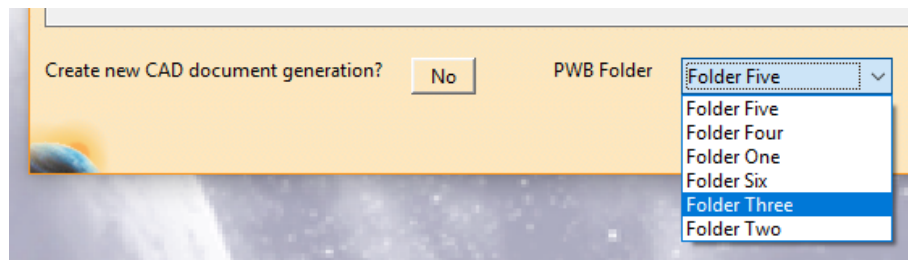 Create new CAD document generation?
No
PWB Folder
Folder Five
Folder Five
Folder Four
Folder One
Folder Six
Folder Three
Folder Two